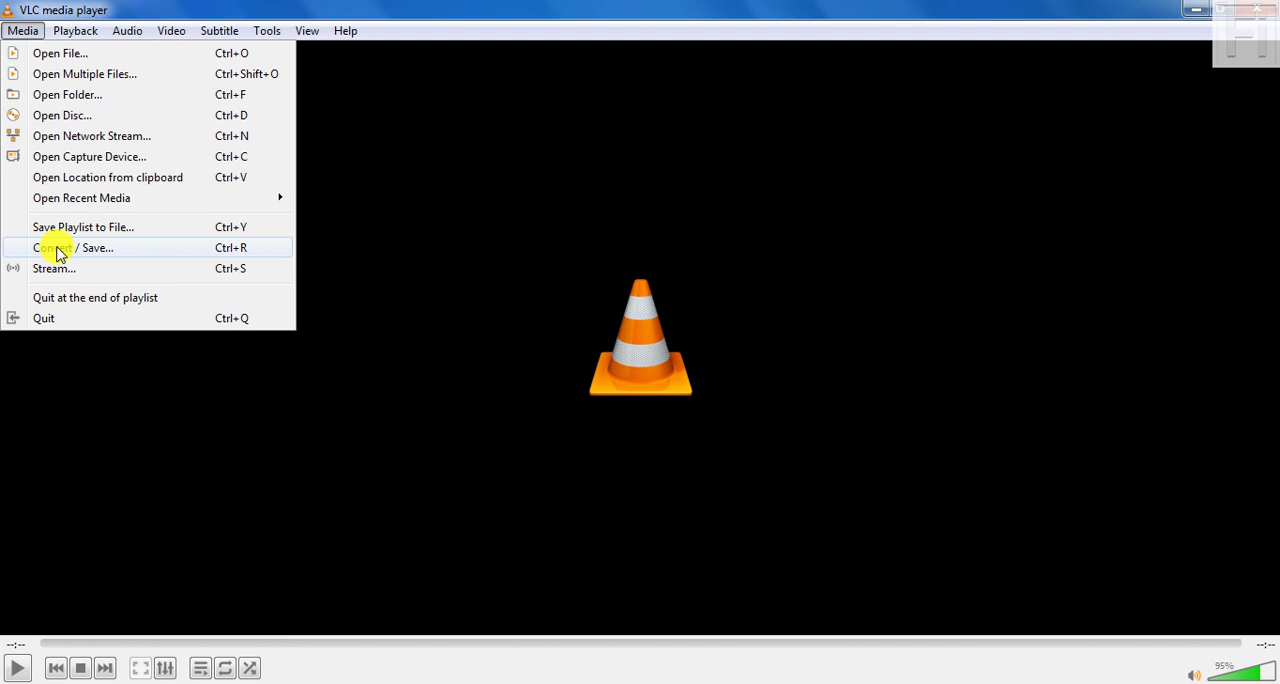 VLC media player
Media Playback Audio Video Subtitle Tools View Help
Open File... Ctrl+O
Open Multiple Files... Ctrl+Shift+O
Open Folder... Ctrl+F
Open Disc... Ctrl+D
Open Network Stream... Ctrl+N
Open Capture Device... Ctrl+C
Open Location from clipboard Ctrl+V
Open Recent Media
Save Playlist to File... Ctrl+Y
Convert / Save... Ctrl+R
Stream... Ctrl+S
Quit at the end of playlist
Quit Ctrl+Q
--:-- --:--
95%